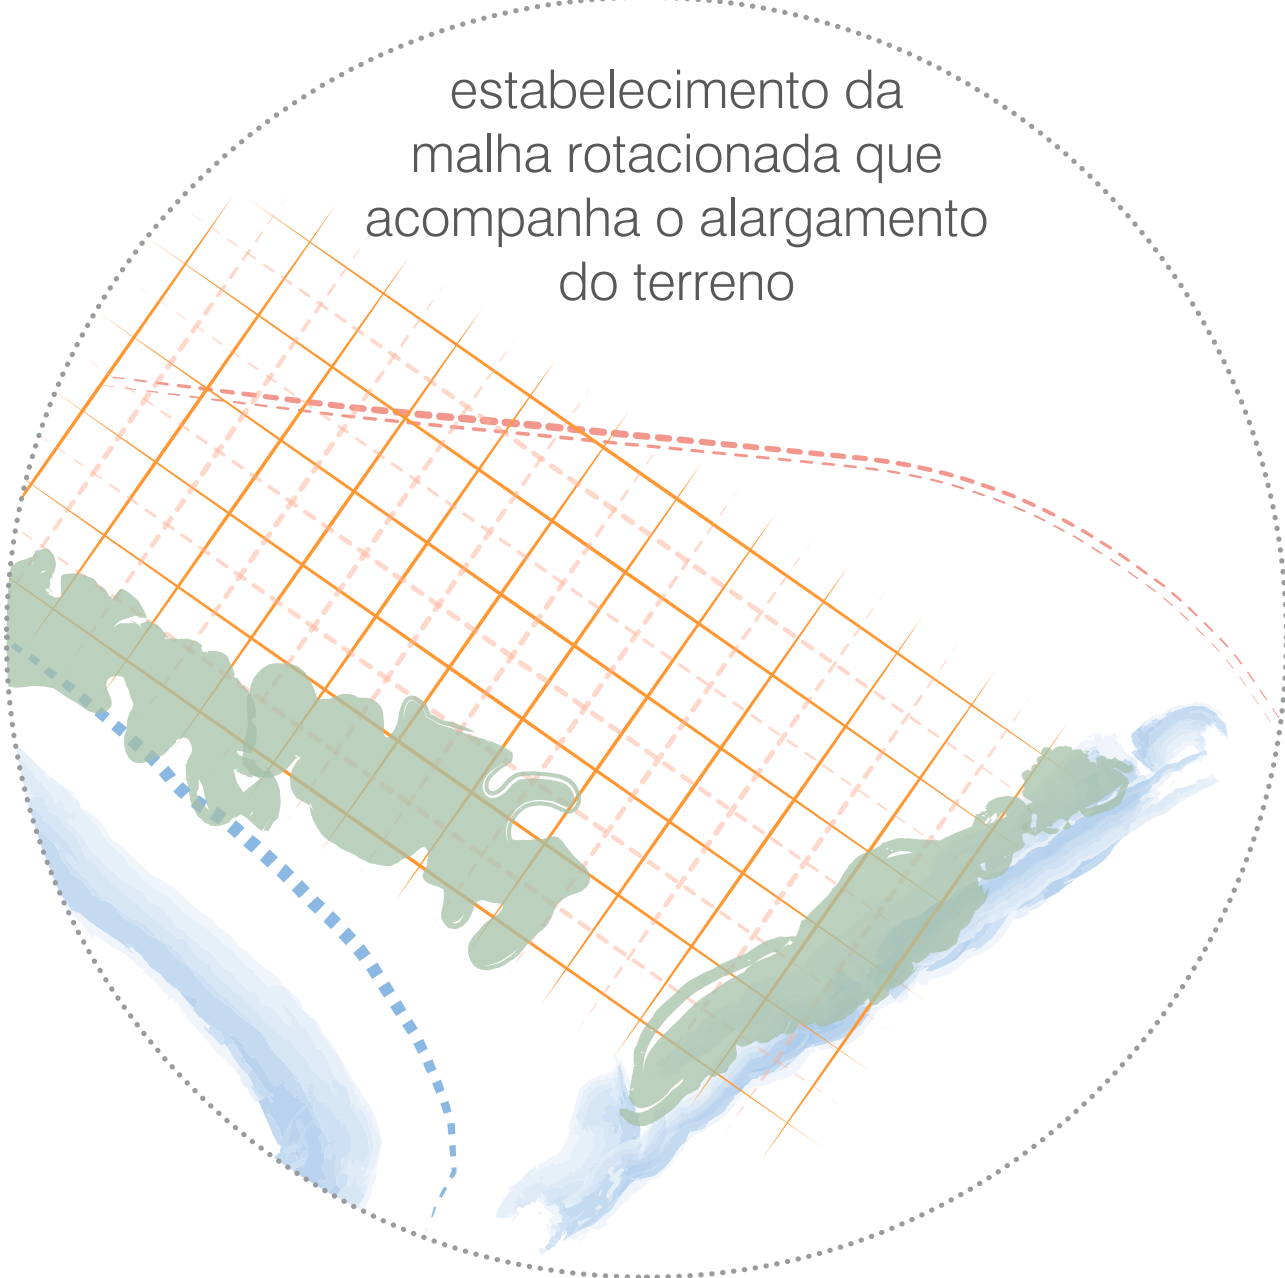 estabelecimento da
malha rotacionada que
acompanha o alargamento
do terreno